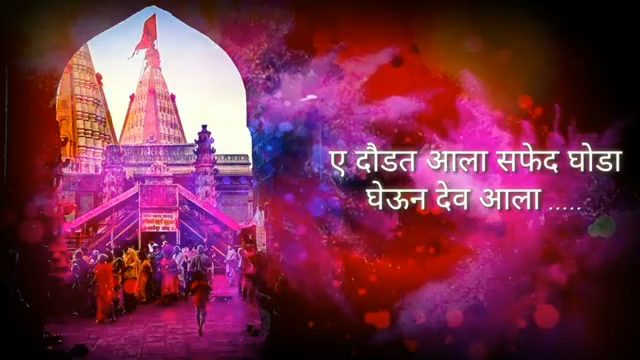 ए दौडत आला सफेद घोडा
घेऊन देव आला .....